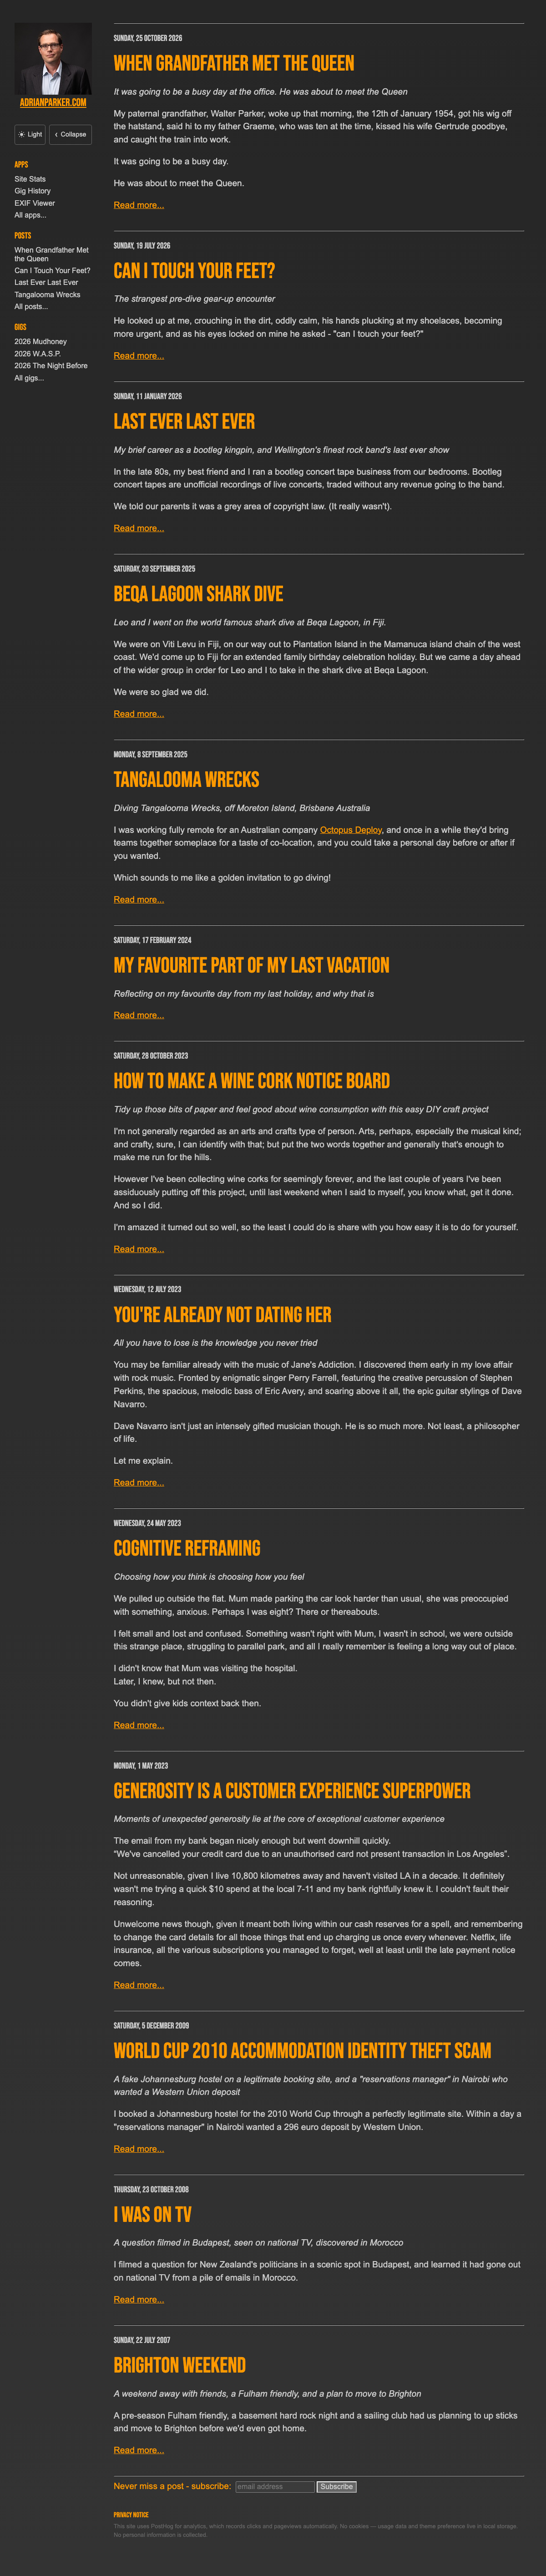 ADRIANPARKER.COM
Light
Collapse
APPS
Site Stats
Gig History
EXIF Viewer
All apps...
POSTS
When Grandfather Met
the Queen
Can I Touch Your Feet?
Last Ever Last Ever
Tangalooma Wrecks
All posts...
GIGS
2026 Mudhoney
2026 W.A.S.P.
2026 The Night Before
All gigs...
SUNDAY, 25 OCTOBER 2026
WHEN GRANDFATHER MET THE QUEEN
It was going to be a busy day at the office. He was about to meet the Queen
My paternal grandfather, Walter Parker, woke up that morning, the 12th of January 1954, got his wig off
the hatstand, said hi to my father Graeme, who was ten at the time, kissed his wife Gertrude goodbye,
and caught the train into work.
It was going to be a busy day.
He was about to meet the Queen.
Read more...
SUNDAY, 19 JULY 2026
CAN I TOUCH YOUR FEET?
The strangest pre-dive gear-up encounter
He looked up at me, crouching in the dirt, oddly calm, his hands plucking at my shoelaces, becoming
more urgent, and as his eyes locked on mine he asked - "can I touch your feet?"
Read more...
SUNDAY, 11 JANUARY 2026
LAST EVER LAST EVER
My brief career as a bootleg kingpin, and Wellington's finest rock band's last ever show
In the late 80s, my best friend and I ran a bootleg concert tape business from our bedrooms. Bootleg
concert tapes are unofficial recordings of live concerts, traded without any revenue going to the band.
We told our parents it was a grey area of copyright law. (It really wasn't).
Read more...
SATURDAY, 20 SEPTEMBER 2025
BEQA LAGOON SHARK DIVE
Leo and I went on the world famous shark dive at Beqa Lagoon, in Fiji.
We were on Viti Levu in Fiji, on our way out to Plantation Island in the Mamanuca island chain of the west
coast. We'd come up to Fiji for an extended family birthday celebration holiday. But we came a day ahead
of the wider group in order for Leo and I to take in the shark dive at Beqa Lagoon.
We were so glad we did.
Read more...
MONDAY, 8 SEPTEMBER 2025
TANGALOOMA WRECKS
Diving Tangalooma Wrecks, off Moreton Island, Brisbane Australia
I was working fully remote for an Australian company Octopus Deploy, and once in a while they'd bring
teams together someplace for a taste of co-location, and you could take a personal day before or after if
you wanted.
Which sounds to me like a golden invitation to go diving!
Read more...
SATURDAY, 17 FEBRUARY 2024
MY FAVOURITE PART OF MY LAST VACATION
Reflecting on my favourite day from my last holiday, and why that is
Read more...
SATURDAY, 28 OCTOBER 2023
HOW TO MAKE A WINE CORK NOTICE BOARD
Tidy up those bits of paper and feel good about wine consumption with this easy DIY craft project
I'm not generally regarded as an arts and crafts type of person. Arts, perhaps, especially the musical kind;
and crafty, sure, I can identify with that; but put the two words together and generally that's enough to
make me run for the hills.
However I've been collecting wine corks for seemingly forever, and the last couple of years I've been
assiduously putting off this project, until last weekend when I said to myself, you know what, get it done.
And so I did.
I'm amazed it turned out so well, so the least I could do is share with you how easy it is to do for yourself.
Read more...
WEDNESDAY, 12 JULY 2023
YOU'RE ALREADY NOT DATING HER
All you have to lose is the knowledge you never tried
You may be familiar already with the music of Jane's Addiction. I discovered them early in my love affair
with rock music. Fronted by enigmatic singer Perry Farrell, featuring the creative percussion of Stephen
Perkins, the spacious, melodic bass of Eric Avery, and soaring above it all, the epic guitar stylings of Dave
Navarro.
Dave Navarro isn't just an intensely gifted musician though. He is so much more. Not least, a philosopher
of life.
Let me explain.
Read more...
WEDNESDAY, 24 MAY 2023
COGNITIVE REFRAMING
Choosing how you think is choosing how you feel
We pulled up outside the flat. Mum made parking the car look harder than usual, she was preoccupied
with something, anxious. Perhaps I was eight? There or thereabouts.
I felt small and lost and confused. Something wasn't right with Mum, I wasn't in school, we were outside
this strange place, struggling to parallel park, and all I really remember is feeling a long way out of place.
I didn't know that Mum was visiting the hospital.
Later, I knew, but not then.
You didn't give kids context back then.
Read more...
MONDAY, 1 MAY 2023
GENEROSITY IS A CUSTOMER EXPERIENCE SUPERPOWER
Moments of unexpected generosity lie at the core of exceptional customer experience
The email from my bank began nicely enough but went downhill quickly.
“We've cancelled your credit card due to an unauthorised card not present transaction in Los Angeles”.
Not unreasonable, given I live 10,800 kilometres away and haven't visited LA in a decade. It definitely
wasn't me trying a quick $10 spend at the local 7-11 and my bank rightfully knew it. I couldn't fault their
reasoning.
Unwelcome news though, given it meant both living within our cash reserves for a spell, and remembering
to change the card details for all those things that end up charging us once every whenever. Netflix, life
insurance, all the various subscriptions you managed to forget, well at least until the late payment notice
comes.
Read more...
SATURDAY, 5 DECEMBER 2009
WORLD CUP 2010 ACCOMMODATION IDENTITY THEFT SCAM
A fake Johannesburg hostel on a legitimate booking site, and a "reservations manager" in Nairobi who
wanted a Western Union deposit
I booked a Johannesburg hostel for the 2010 World Cup through a perfectly legitimate site. Within a day a
"reservations manager" in Nairobi wanted a 296 euro deposit by Western Union.
Read more...
THURSDAY, 23 OCTOBER 2008
I WAS ON TV
A question filmed in Budapest, seen on national TV, discovered in Morocco
I filmed a question for New Zealand's politicians in a scenic spot in Budapest, and learned it had gone out
on national TV from a pile of emails in Morocco.
Read more...
SUNDAY, 22 JULY 2007
BRIGHTON WEEKEND
A weekend away with friends, a Fulham friendly, and a plan to move to Brighton
A pre-season Fulham friendly, a basement hard rock night and a sailing club had us planning to up sticks
and move to Brighton before we'd even got home.
Read more...
Never miss a post - subscribe: email address Subscribe
PRIVACY NOTICE
This site uses PostHog for analytics, which records clicks and pageviews automatically. No cookies — usage data and theme preference live in local storage.
No personal information is collected.